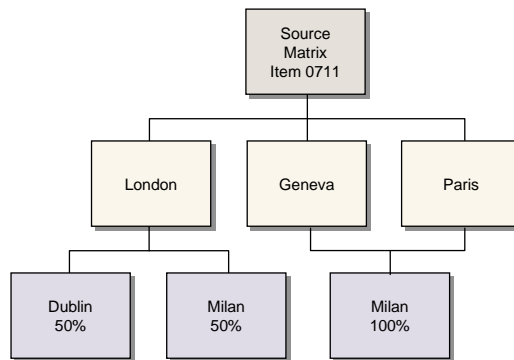 Source
Matrix
Item 0711
London
Geneva
Paris
Dublin
50%
Milan
50%
Milan
100%